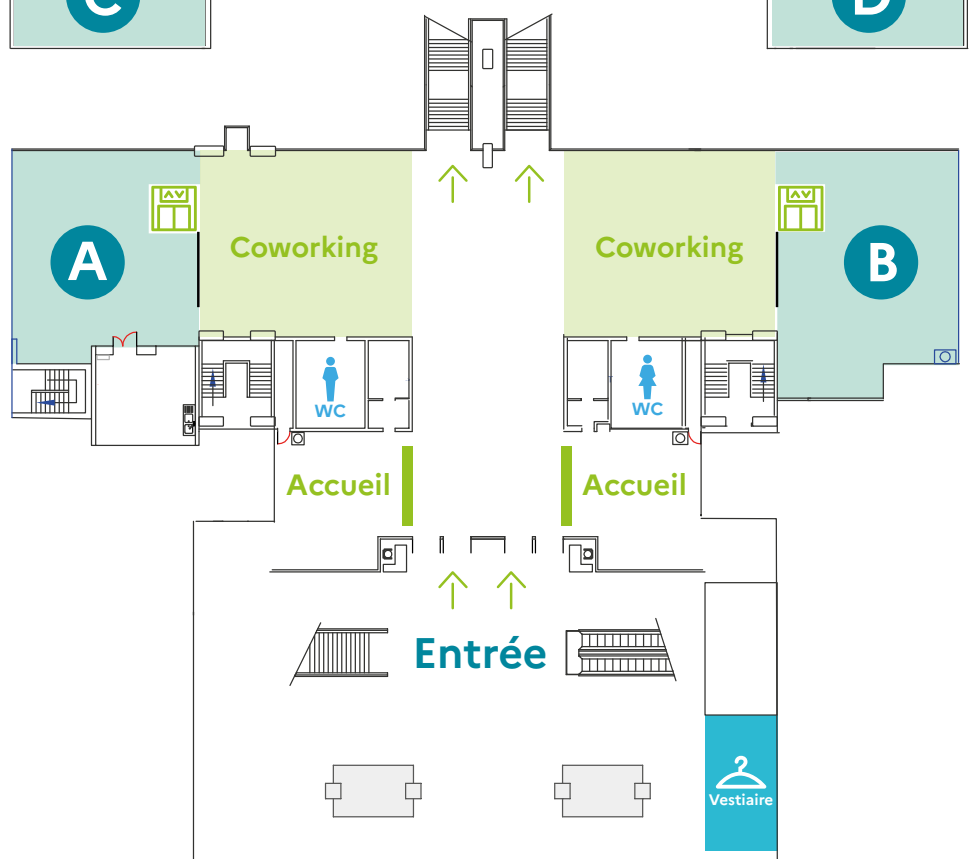 C
D
A
Coworking
Coworking
B
WC
WC
Accueil
Accueil
Entrée
Vestiaire